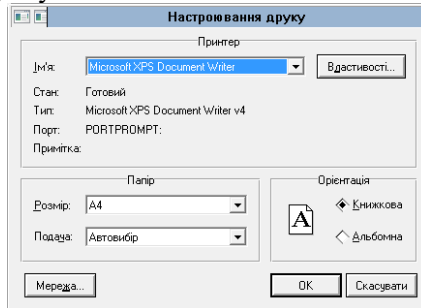 Настроювання друку
Принтер
Ім'я: Microsoft XPS Document Writer Властивості...
Стан: Готовий
Тип: Microsoft XPS Document Writer v4
Порт: PORTPROMPT:
Примітка:
Папір
Розмір: A4
Подача: Автовибір
Орієнтація
A
Книжкова
Альбомна
Мережа... OK Скасувати